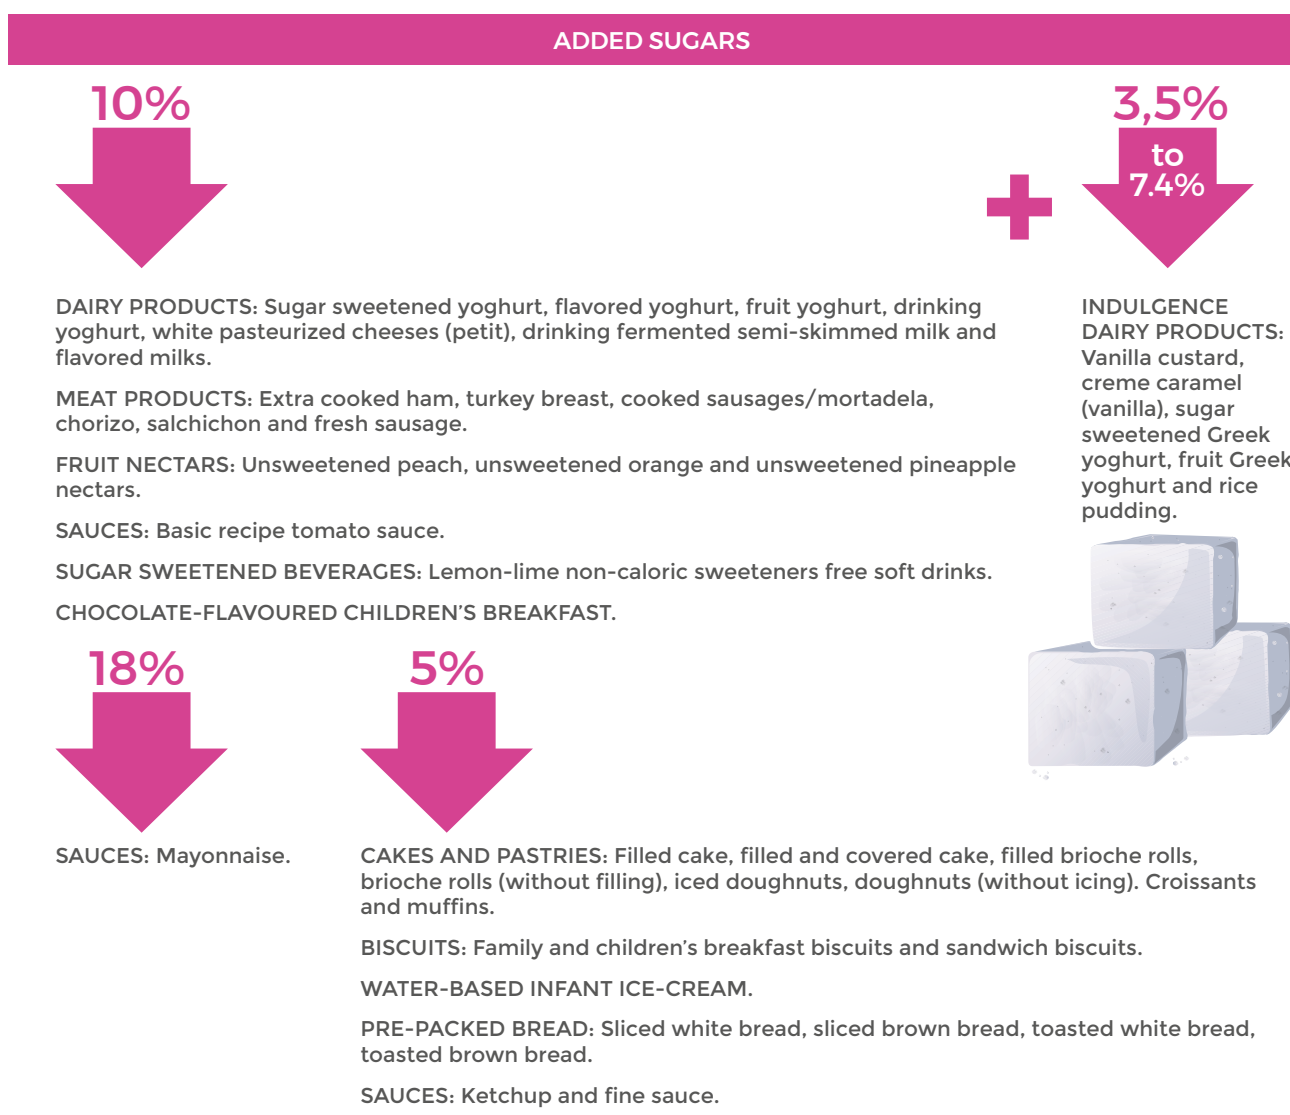 ADDED SUGARS
10%
DAIRY PRODUCTS: Sugar sweetened yoghurt, flavored yoghurt, fruit yoghurt, drinking
yoghurt, white pasteurized cheeses (petit), drinking fermented semi-skimmed milk and
flavored milks.
MEAT PRODUCTS: Extra cooked ham, turkey breast, cooked sausages/mortadela,
chorizo, salchichon and fresh sausage.
FRUIT NECTARS: Unsweetened peach, unsweetened orange and unsweetened pineapple
nectars.
SAUCES: Basic recipe tomato sauce.
SUGAR SWEETENED BEVERAGES: Lemon-lime non-caloric sweeteners free soft drinks.
CHOCOLATE-FLAVOURED CHILDREN’S BREAKFAST.
+
3,5%
to
7.4%
INDULGENCE
DAIRY PRODUCTS:
Vanilla custard,
creme caramel
(vanilla), sugar
sweetened Greek
yoghurt, fruit Greek
yoghurt and rice
pudding.
18%
SAUCES: Mayonnaise.
5%
CAKES AND PASTRIES: Filled cake, filled and covered cake, filled brioche rolls,
brioche rolls (without filling), iced doughnuts, doughnuts (without icing). Croissants
and muffins.
BISCUITS: Family and children’s breakfast biscuits and sandwich biscuits.
WATER-BASED INFANT ICE-CREAM.
PRE-PACKED BREAD: Sliced white bread, sliced brown bread, toasted white bread,
toasted brown bread.
SAUCES: Ketchup and fine sauce.